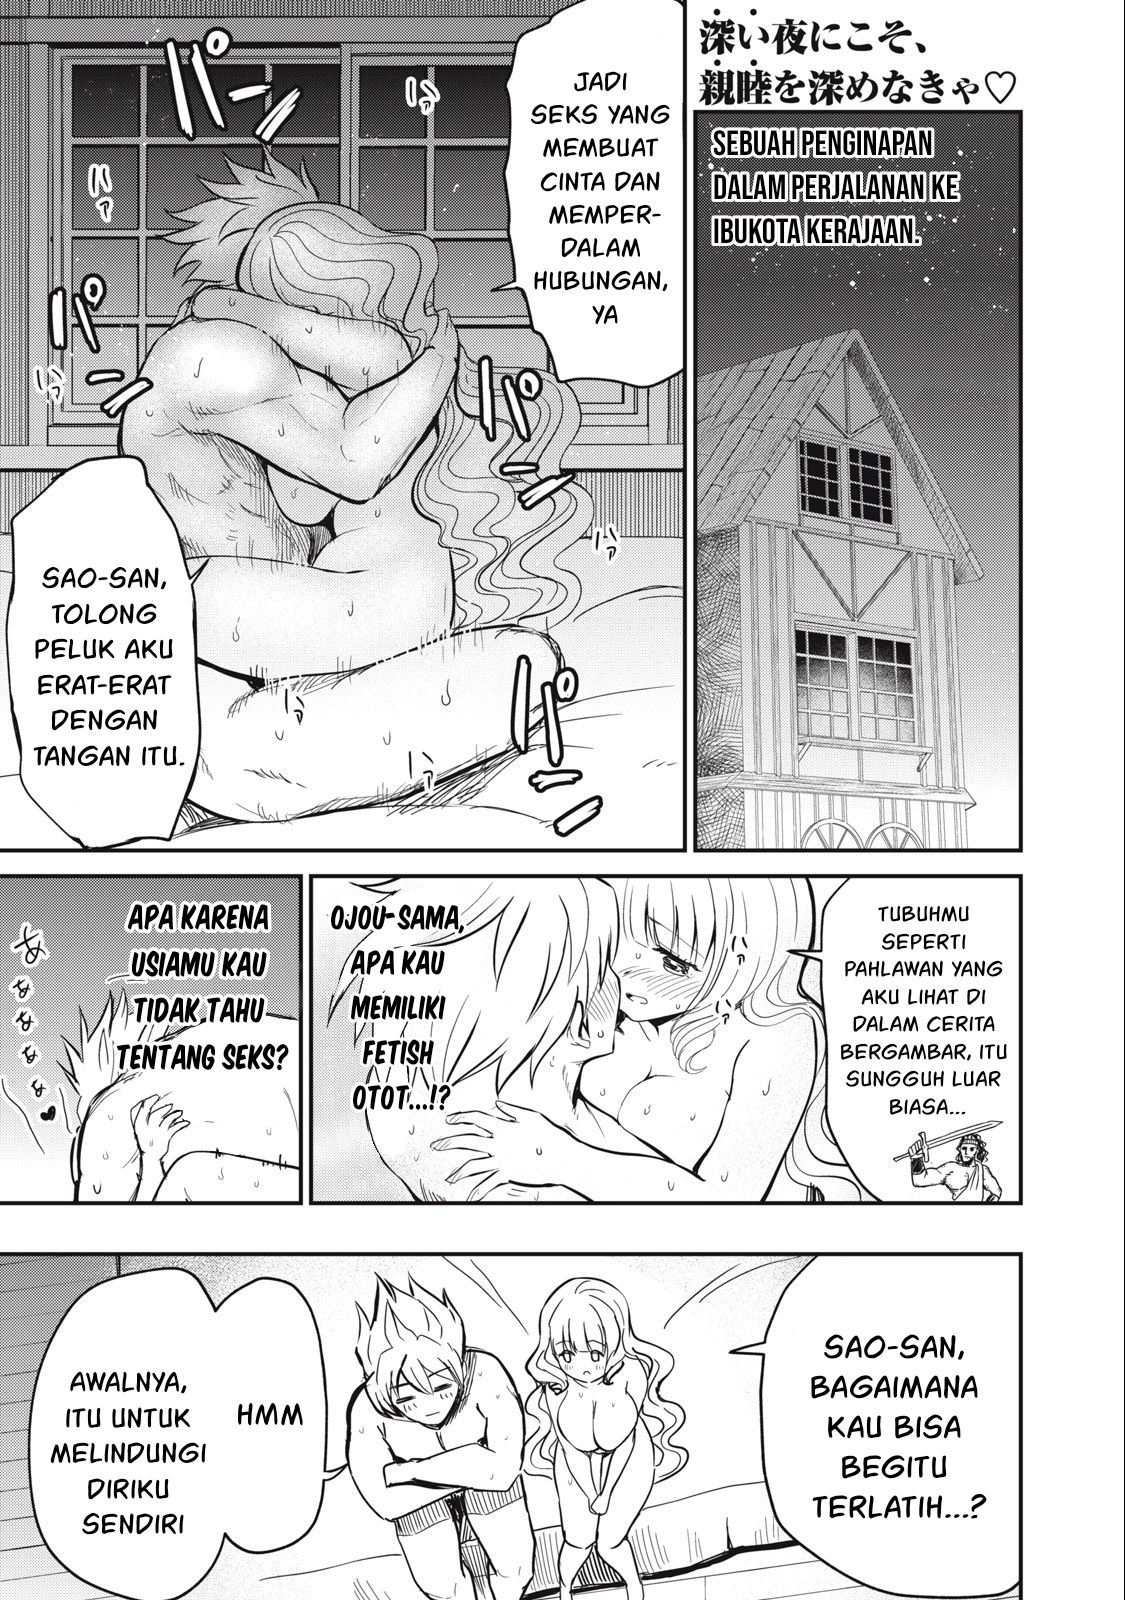 深い夜にこそ、
親睦を深めなきゃ♡
SEBUAH PENGINAPAN
DALAM PERJALANAN KE
IBUKOTA KERAJAAN.
JADI
SEKS YANG
MEMBUAT
CINTA DAN
MEMPER-
DALAM
HUBUNGAN,
YA
SAO-SAN,
TOLONG
PELUK AKU
ERAT-ERAT
DENGAN
TANGAN ITU.
TUBUHMU
SEPERTI
PAHLAWAN YANG
AKU LIHAT DI
DALAM CERITA
BERGAMBAR, ITU
SUNGGUH LUAR
BIASA...
OJOU-SAMA,
APA KAU
MEMILIKI
FETISH
OTOT...!?
APA KARENA
USIAMU KAU
TIDAK TAHU
TENTANG SEKS?
SAO-SAN,
BAGAIMANA
KAU BISA
BEGITU
TERLATIH...?
HMM
AWALNYA,
ITU UNTUK
MELINDUNGI
DIRIKU
SENDIRI